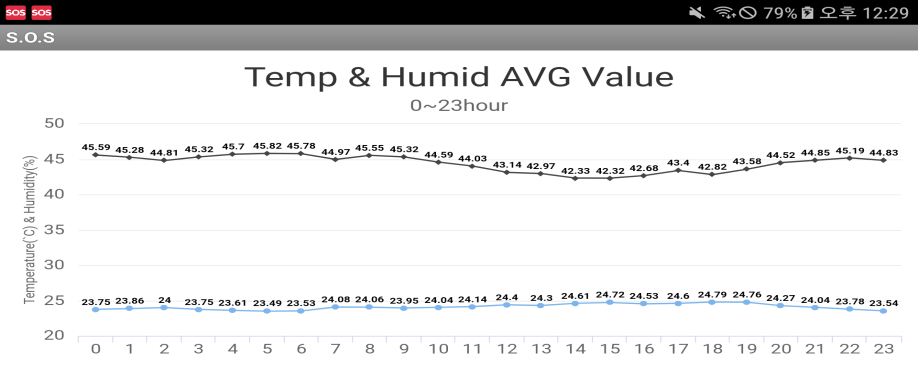 SOS SOS 79% 오후 12:29
S.O.S
Temp & Humid AVG Value
0~23hour
Temperature(˚C) & Humidity(%)
50
45
40
35
30
25
20
45.59 45.28 44.81 45.32 45.7 45.82 45.78 44.97 45.55 45.32 44.59 44.03 43.14 42.97 42.33 42.32 42.68 43.4 42.82 43.58 44.52 44.85 45.19 44.83
23.75 23.86 24 23.75 23.61 23.49 23.53 24.08 24.06 23.95 24.04 24.14 24.4 24.3 24.61 24.72 24.53 24.6 24.79 24.76 24.27 24.04 23.78 23.54
0 1 2 3 4 5 6 7 8 9 10 11 12 13 14 15 16 17 18 19 20 21 22 23